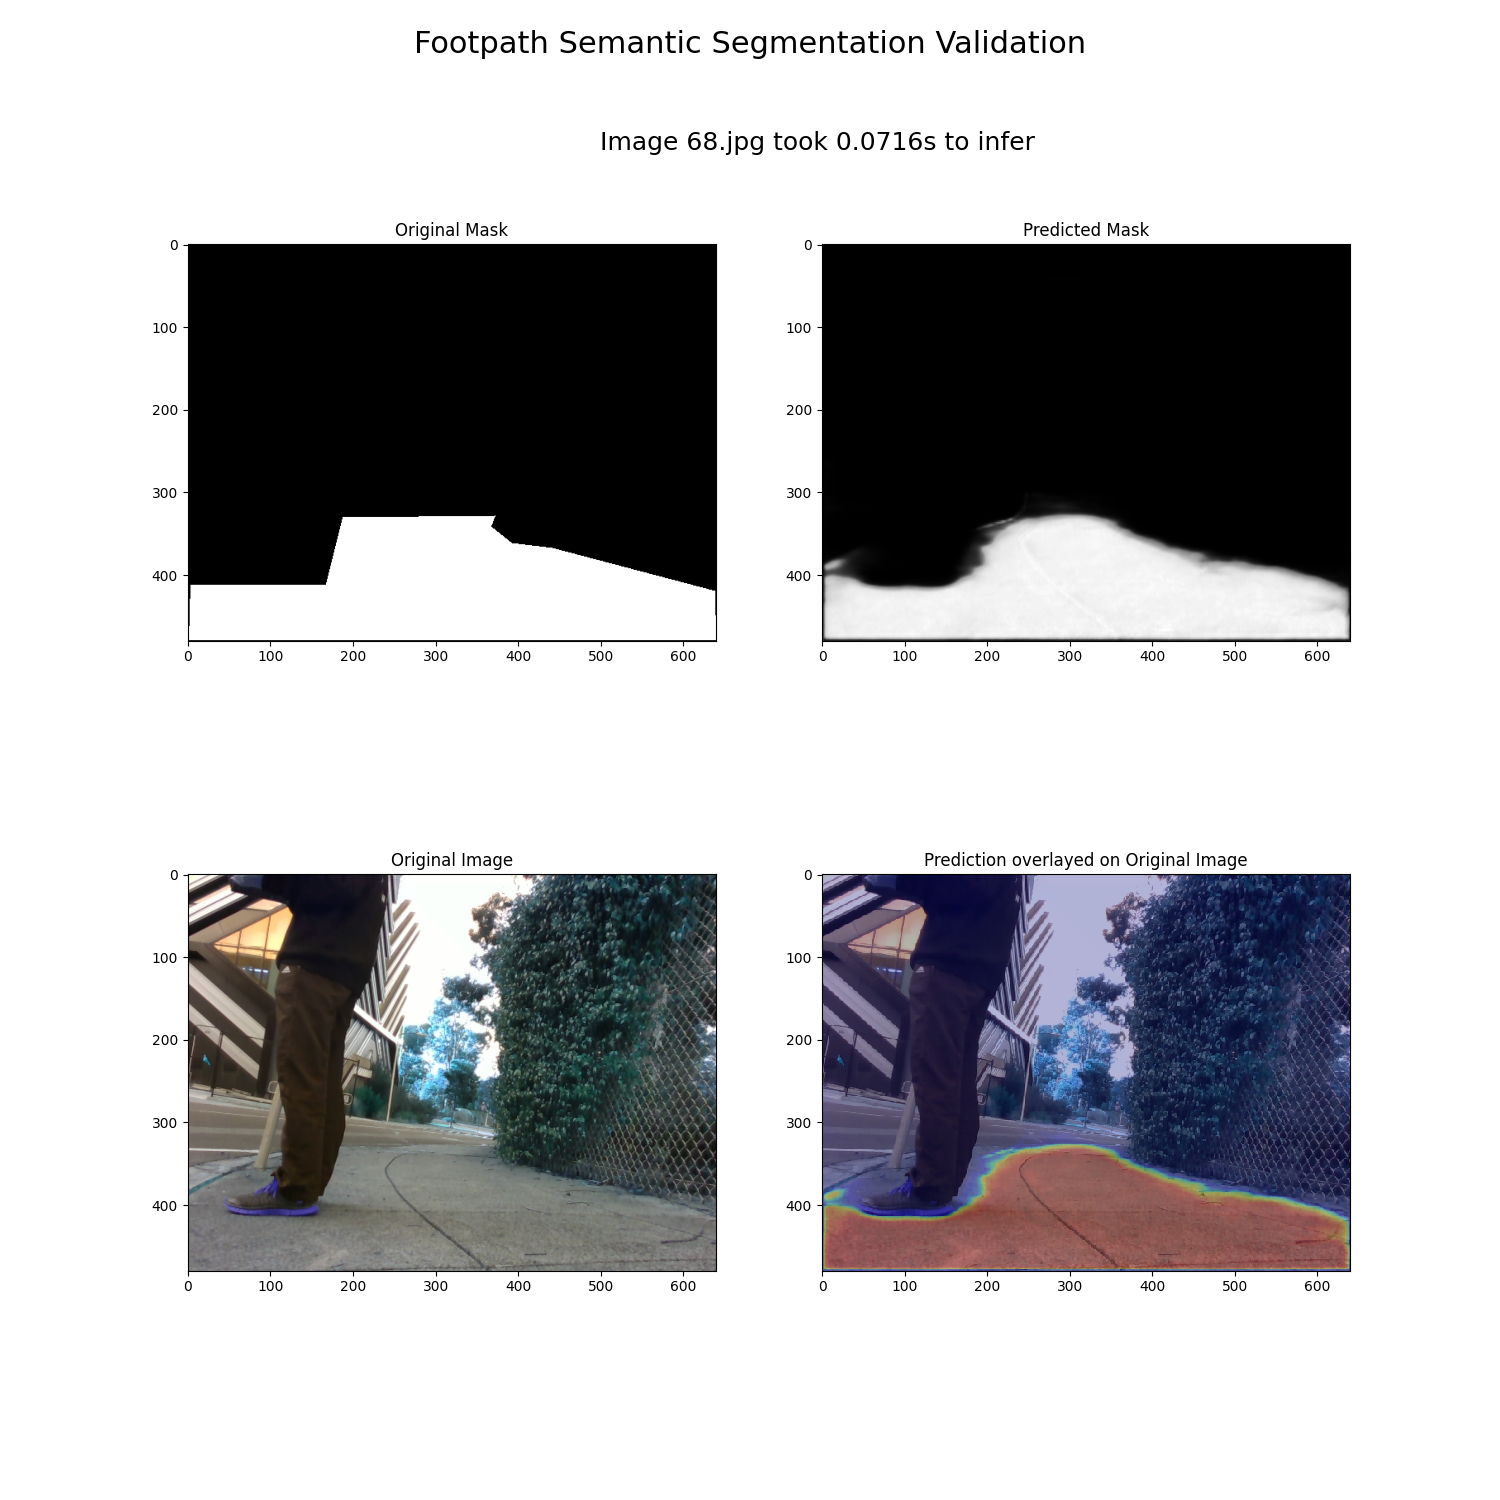 Footpath Semantic Segmentation Validation
Image 68.jpg took 0.0716s to infer
Original Mask
0
100
200
300
400
0 100 200 300 400 500 600
Predicted Mask
0
100
200
300
400
0 100 200 300 400 500 600
Original Image
0
100
200
300
400
0 100 200 300 400 500 600
Prediction overlayed on Original Image
0
100
200
300
400
0 100 200 300 400 500 600